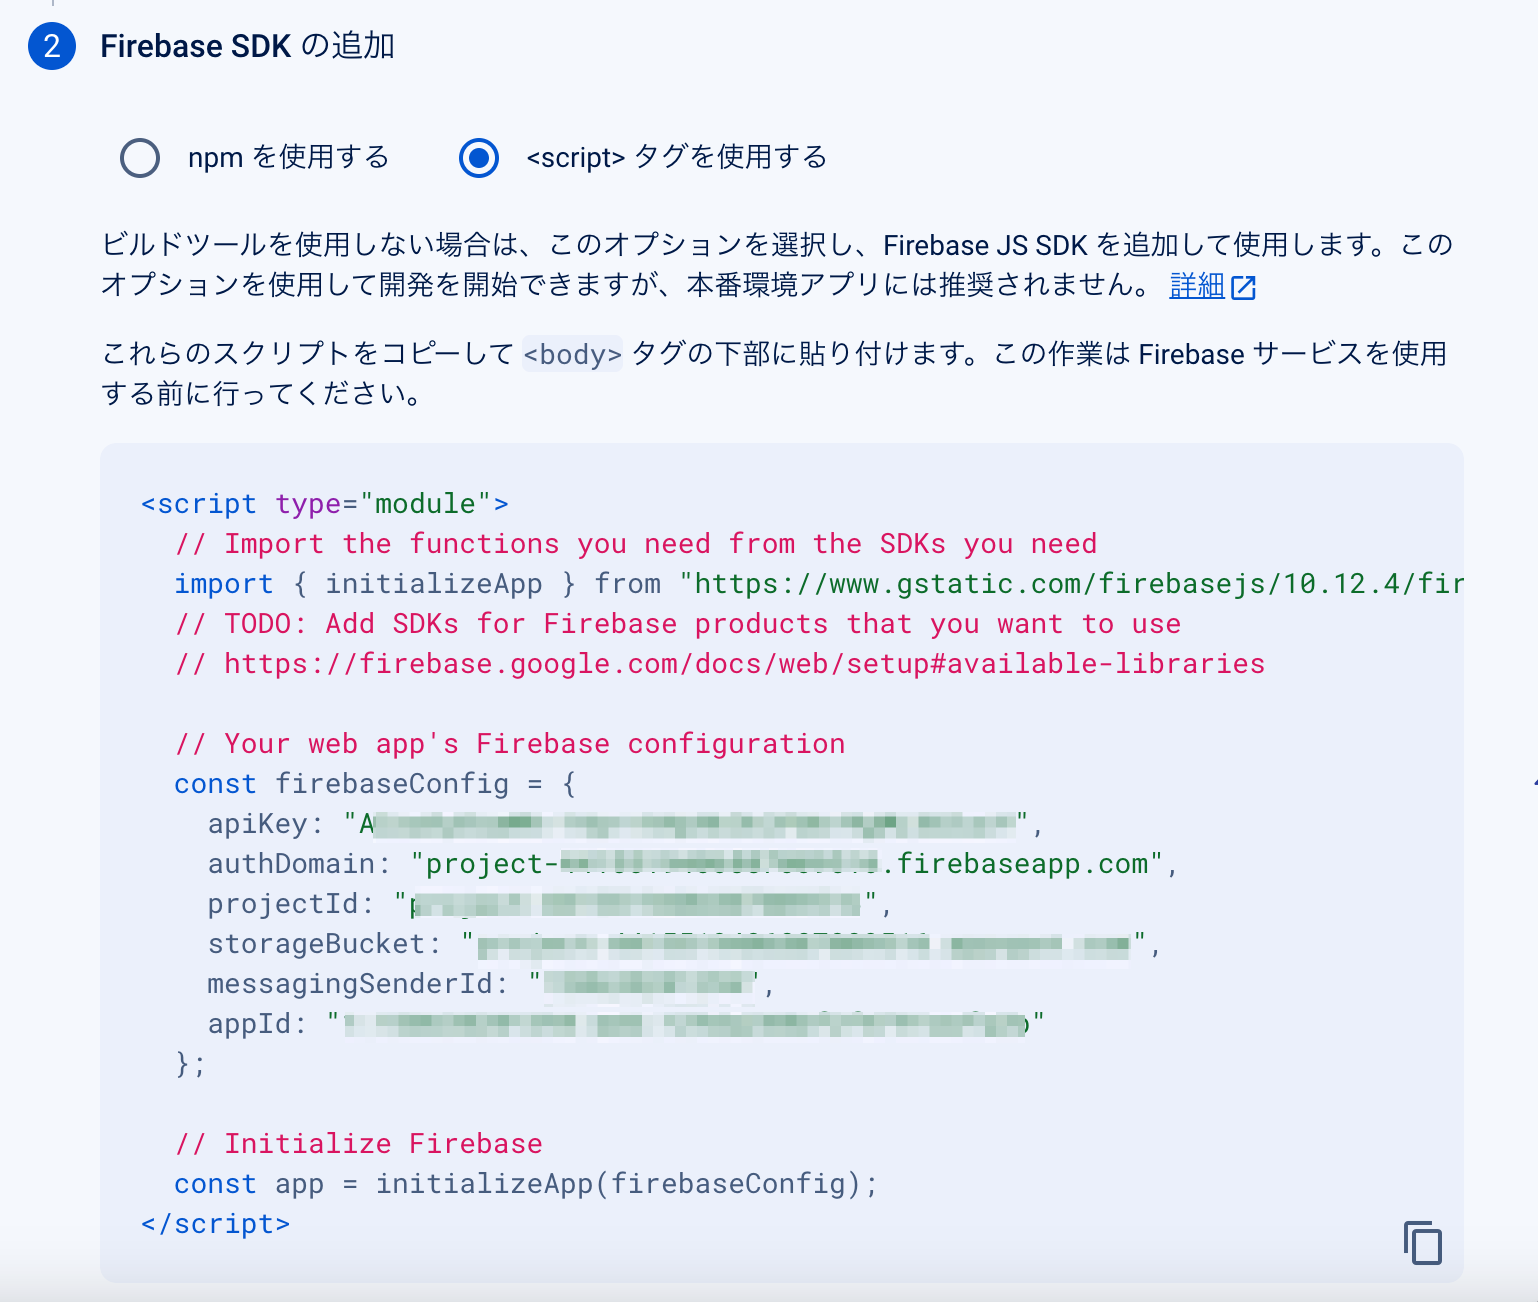 2
Firebase SDK の追加
npm を使用する
<script> タグを使用する
ビルドツールを使用しない場合は、このオプションを選択し、Firebase JS SDK を追加して使用します。この
オプションを使用して開発を開始できますが、本番環境アプリには推奨されません。 詳細
これらのスクリプトをコピーして <body> タグの下部に貼り付けます。この作業は Firebase サービスを使用
する前に行ってください。
<script type="module">
// Import the functions you need from the SDKs you need
import { initializeApp } from "https://www.gstatic.com/firebasejs/10.12.4/fir
// TODO: Add SDKs for Firebase products that you want to use
// https://firebase.google.com/docs/web/setup#available-libraries
// Your web app's Firebase configuration
const firebaseConfig = {
apiKey: "A",
authDomain: "project-.firebaseapp.com",
projectId: "p",
storageBucket: "",
messagingSenderId: "",
appId: ""
};
// Initialize Firebase
const app = initializeApp(firebaseConfig);
</script>